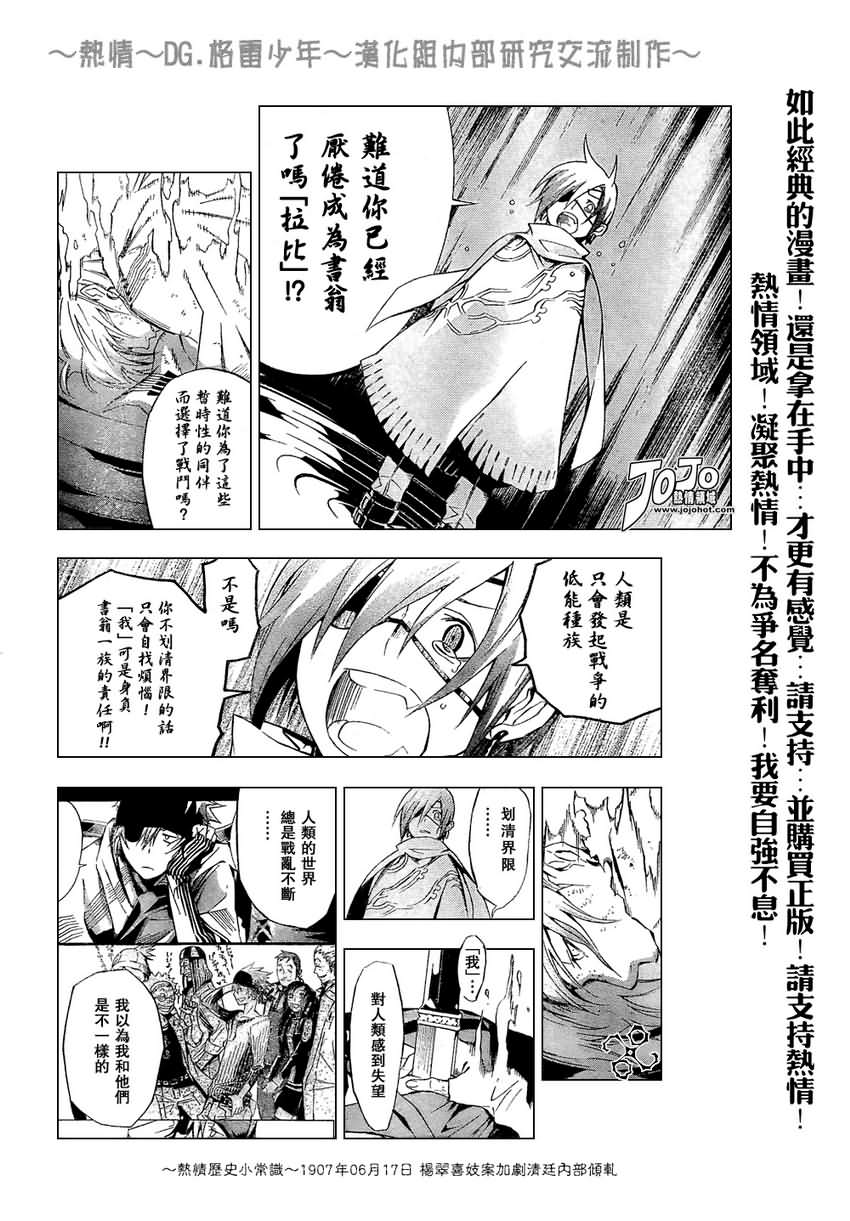 ～熱情～DG.格雷少年～漢化組內部研究交流制作～
如此經典的漫畫！還是拿在手中…才更有感覺…請支持…並購買正版！請支持熱情！
熱情領域！凝聚熱情！不為爭名奪利！我要自強不息！
難道你已經
厭倦成為書翁
了嗎「拉比」!?
JOJO
熱情領域
www.jojohot.com
難道你為了這些
暫時性的同伴
而選擇了戰鬥嗎？
人類是
只會發起戰爭的
低能種族
不是嗎
你不划清界限的話
只會自找煩惱！
「我」可是身負
書翁一族的責任啊!!
划清界限
「我」…
對人類感到失望
人類的世界
總是戰亂不斷
……
我以為我和他們
是不一樣的
～熱情歷史小常識～1907年06月17日 楊翠喜妓案加劇清廷內部傾軋